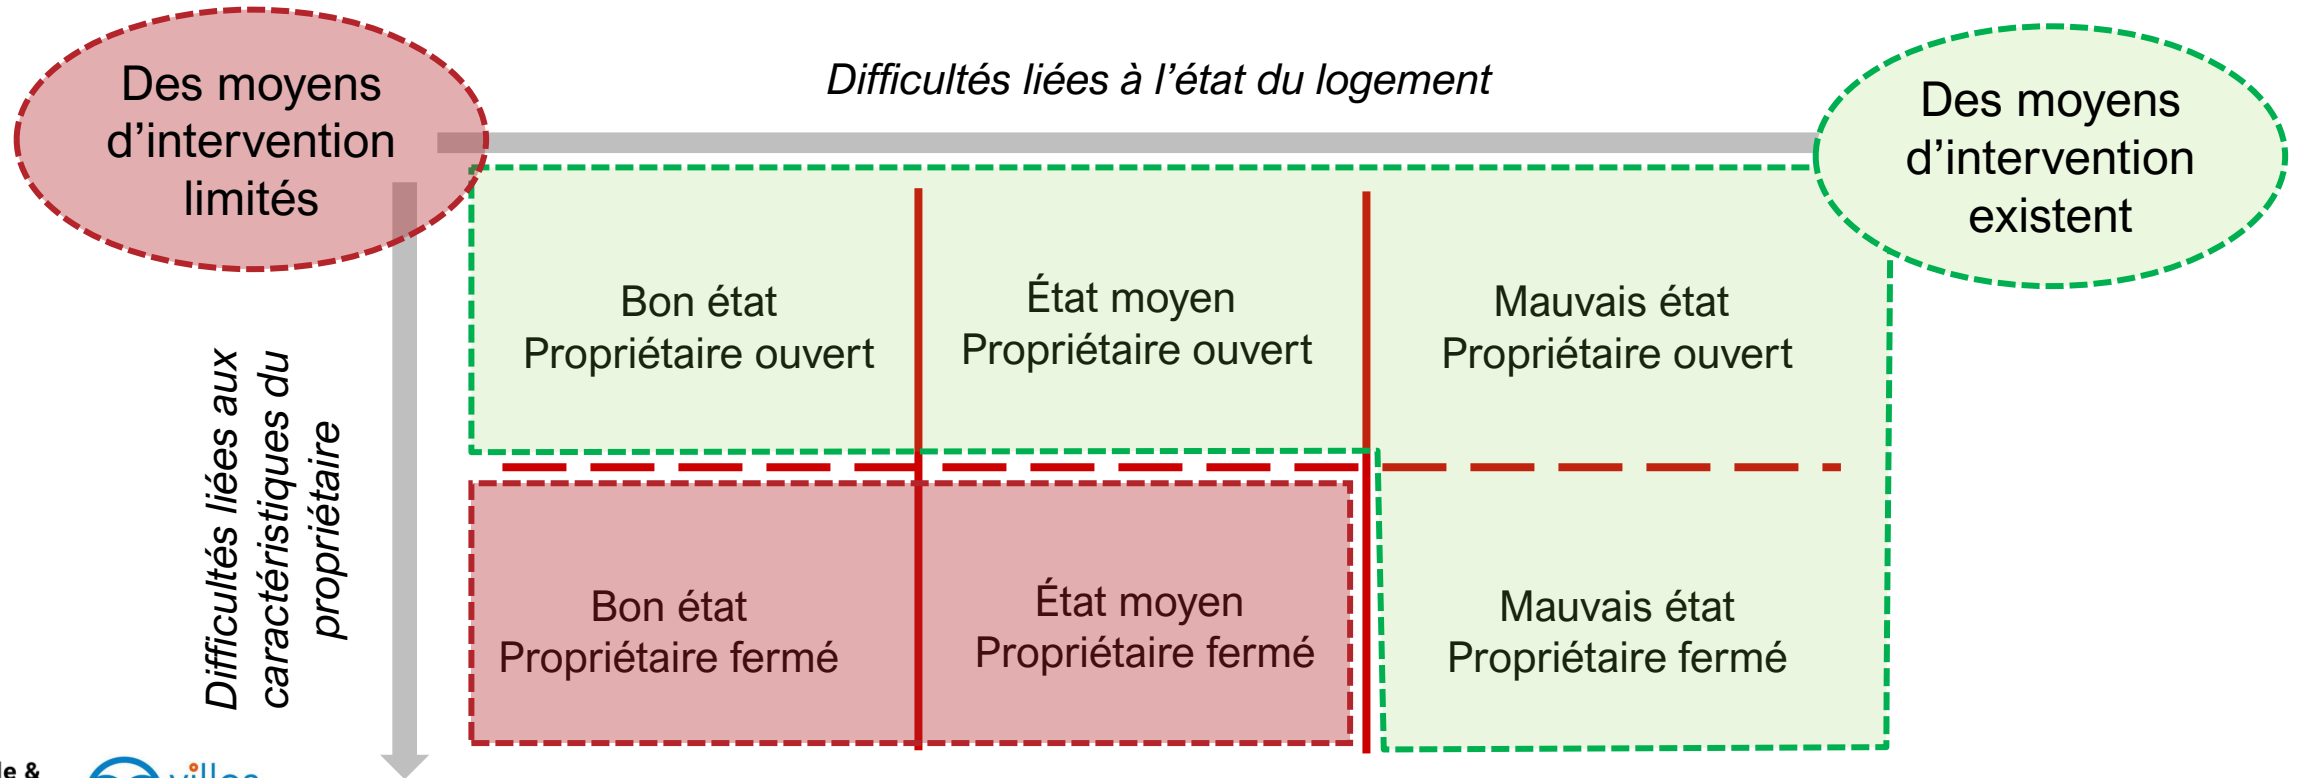 Des moyens
d’intervention
limités
Difficultés liées à l’état du logement
Des moyens
d’intervention
existent
Difficultés liées aux
caractéristiques du
propriétaire
Bon état
Propriétaire ouvert
État moyen
Propriétaire ouvert
Mauvais état
Propriétaire ouvert
Bon état
Propriétaire fermé
État moyen
Propriétaire fermé
Mauvais état
Propriétaire fermé
&